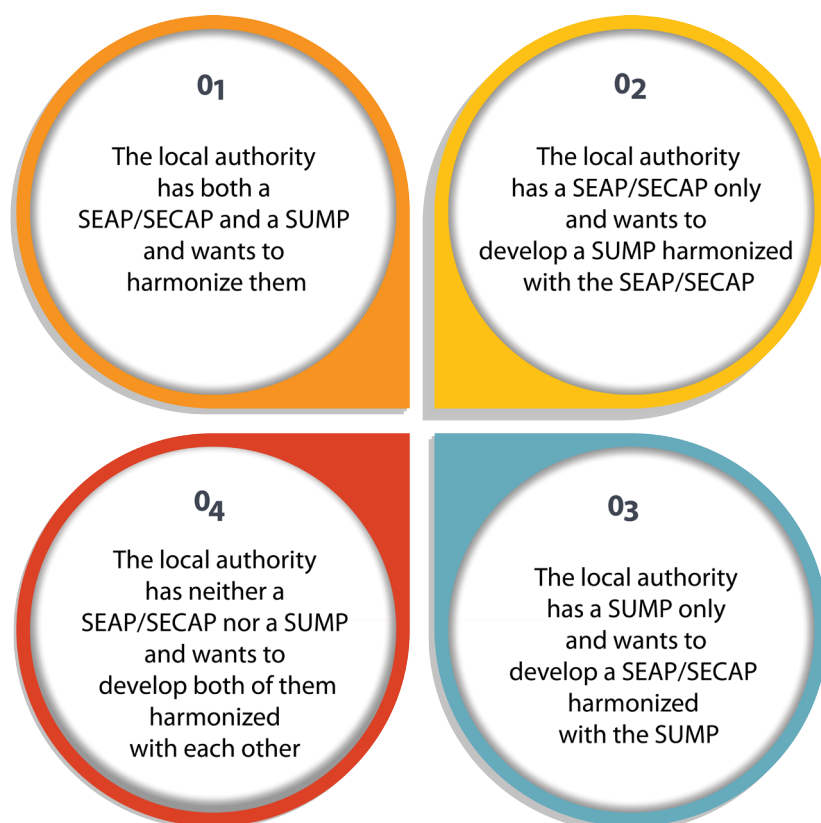 01
The local authority
has both a
SEAP/SECAP and a SUMP
and wants to
harmonize them
02
The local authority
has a SEAP/SECAP only
and wants to
develop a SUMP harmonized
with the SEAP/SECAP
04
The local authority
has neither a
SEAP/SECAP nor a SUMP
and wants to
develop both of them
harmonized
with each other
03
The local authority
has a SUMP only
and wants to
develop a SEAP/SECAP
harmonized
with the SUMP